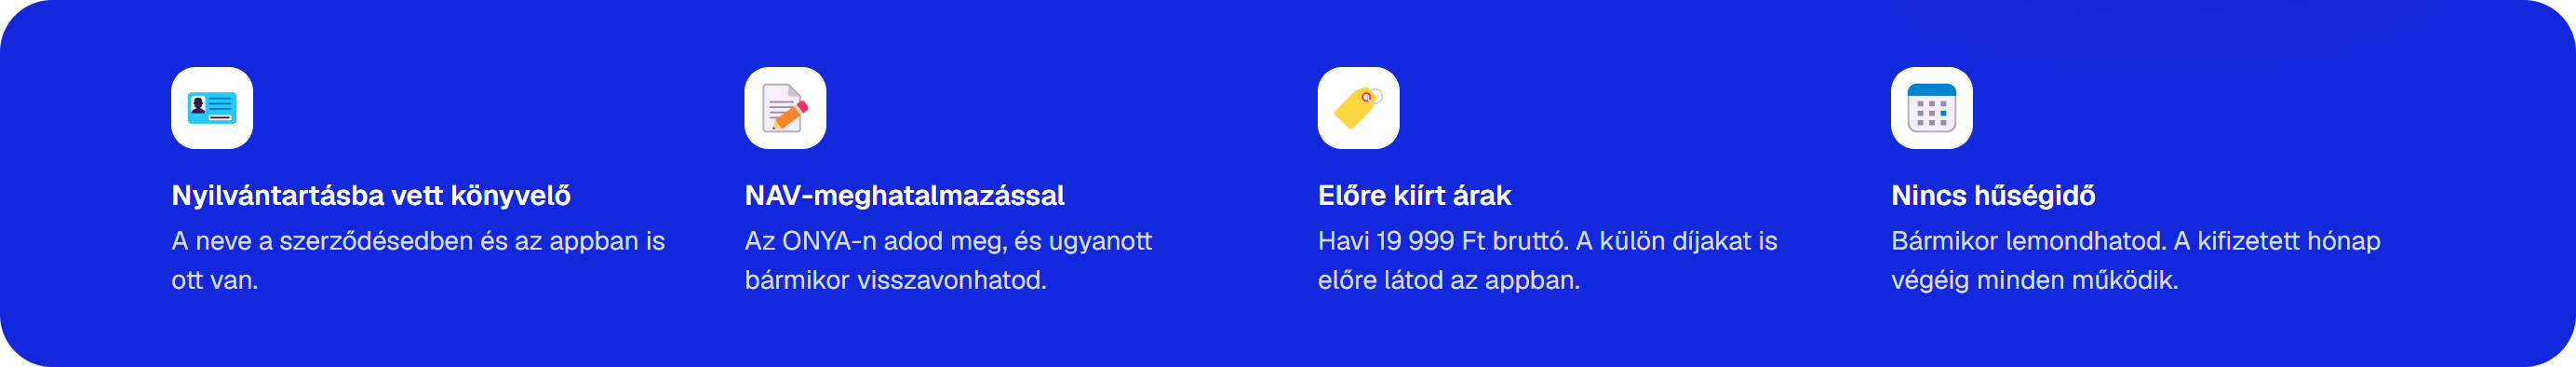 Nyilvántartásba vett könyvelő
A neve a szerződésedben és az appban is
ott van.
NAV-meghatalmazással
Az ONYA-n adod meg, és ugyanott
bármikor visszavonhatod.
Előre kiírt árak
Havi 19 999 Ft bruttó. A külön díjakat is
előre látod az appban.
Nincs hűségidő
Bármikor lemondhatod. A kifizetett hónap
végéig minden működik.